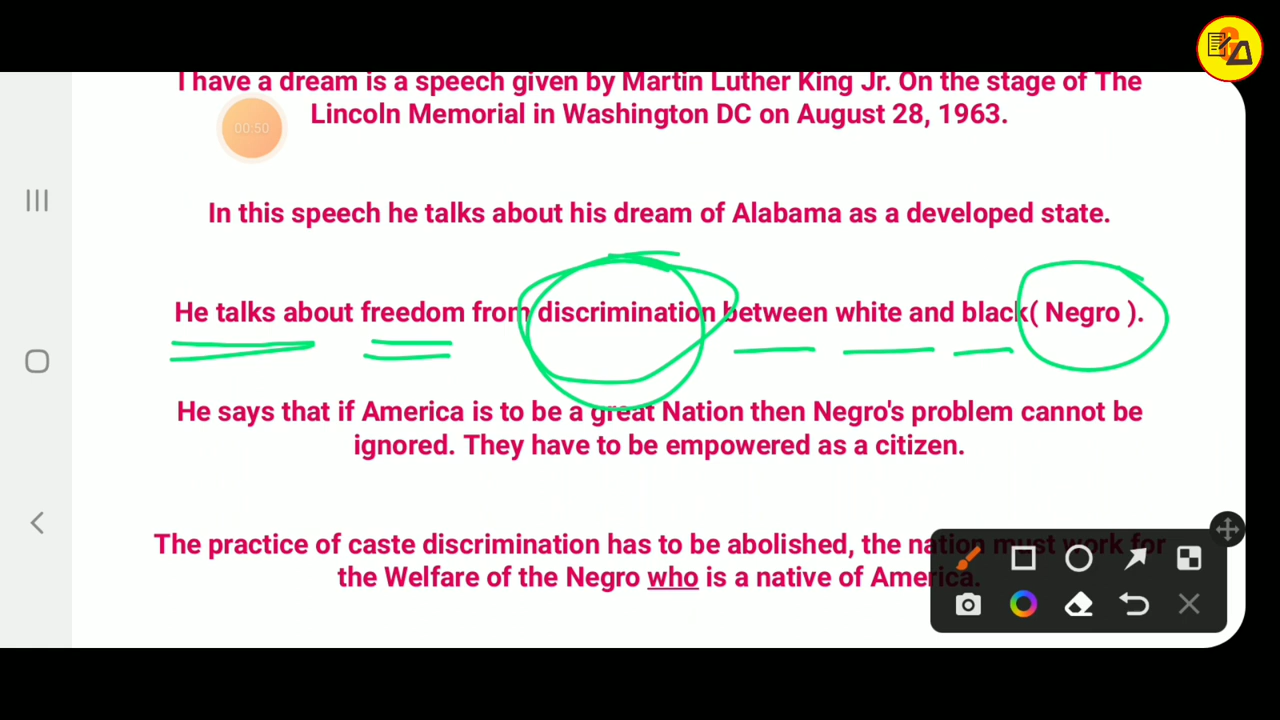 I have a dream is a speech given by Martin Luther King Jr. On the stage of The
Lincoln Memorial in Washington DC on August 28, 1963.
00:50
In this speech he talks about his dream of Alabama as a developed state.
He talks about freedom from discrimination between white and black( Negro ).
He says that if America is to be a great Nation then Negro's problem cannot be
ignored. They have to be empowered as a citizen.
The practice of caste discrimination has to be abolished, the nation must work for
the Welfare of the Negro who is a native of America.